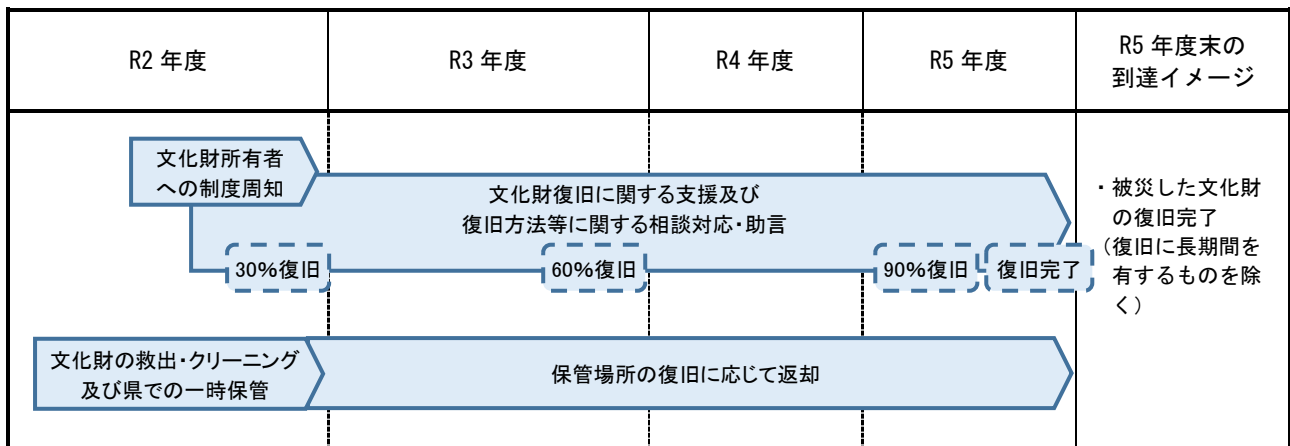 R2 年度
R3 年度
R4 年度
R5 年度
R5 年度末の
到達イメージ
文化財所有者
への制度周知
文化財復旧に関する支援及び
復旧方法等に関する相談対応・助言
30%復旧
60%復旧
90%復旧
復旧完了
・被災した文化財
の復旧完了
（復旧に長期間を
有するものを除
く）
文化財の救出・クリーニング
及び県での一時保管
保管場所の復旧に応じて返却